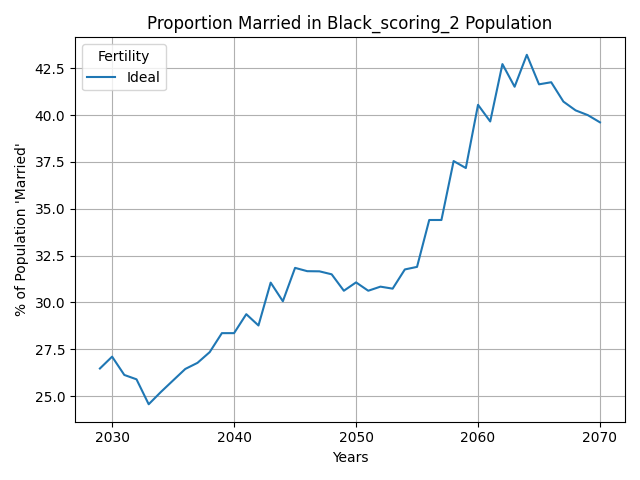 Proportion Married in Black_scoring_2 Population
Fertility
Ideal
% of Population 'Married'
42.5
40.0
37.5
35.0
32.5
30.0
27.5
25.0
2030 2040 2050 2060 2070
Years